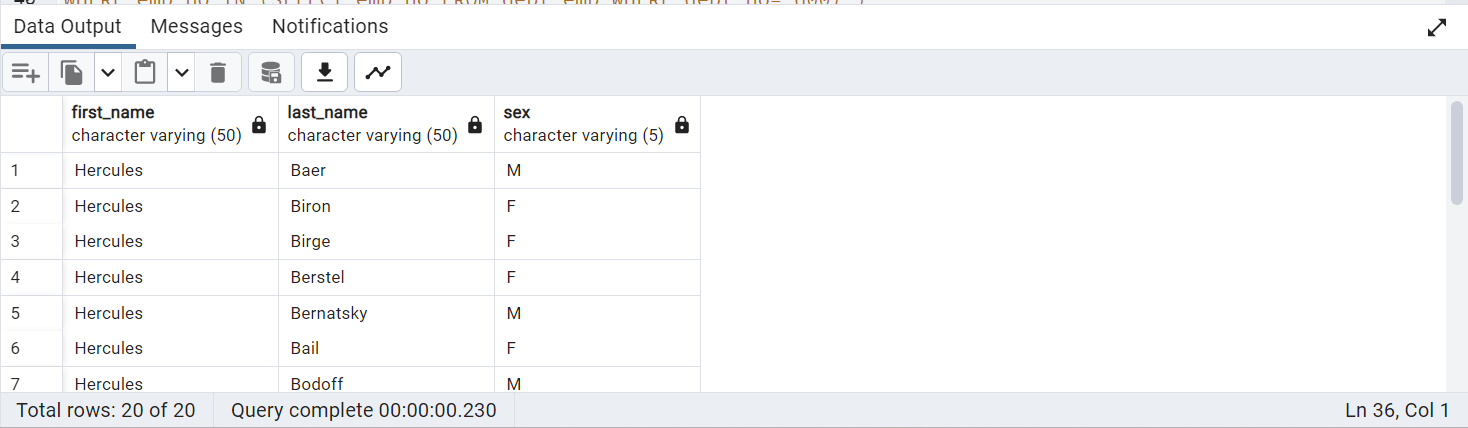 Data Output Messages Notifications
first_name last_name sex
character varying (50) character varying (50) character varying (5)
1 Hercules Baer M
2 Hercules Biron F
3 Hercules Birge F
4 Hercules Berstel F
5 Hercules Bernatsky M
6 Hercules Bail F
7 Hercules Bodoff M
Total rows: 20 of 20 Query complete 00:00:00.230 Ln 36, Col 1